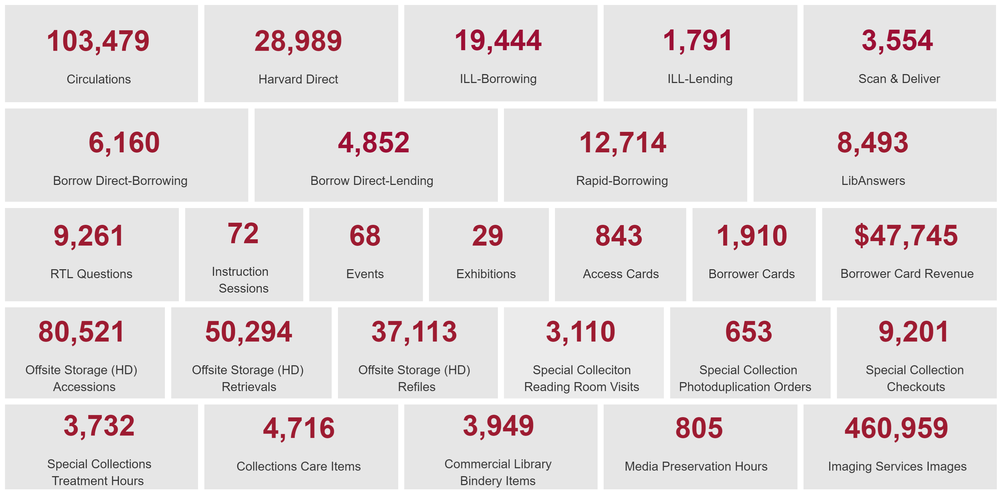 103,479
Circulations
28,989
Harvard Direct
19,444
ILL-Borrowing
1,791
ILL-Lending
3,554
Scan & Deliver
6,160
Borrow Direct-Borrowing
4,852
Borrow Direct-Lending
12,714
Rapid-Borrowing
8,493
LibAnswers
9,261
RTL Questions
72
Instruction
Sessions
68
Events
29
Exhibitions
843
Access Cards
1,910
Borrower Cards
$47,745
Borrower Card Revenue
80,521
Offsite Storage (HD)
Accessions
50,294
Offsite Storage (HD)
Retrievals
37,113
Offsite Storage (HD)
Refiles
3,110
Special Colleciton
Reading Room Visits
653
Special Collection
Photoduplication Orders
9,201
Special Collection
Checkouts
3,732
Special Collections
Treatment Hours
4,716
Collections Care Items
3,949
Commercial Library
Bindery Items
805
Media Preservation Hours
460,959
Imaging Services Images